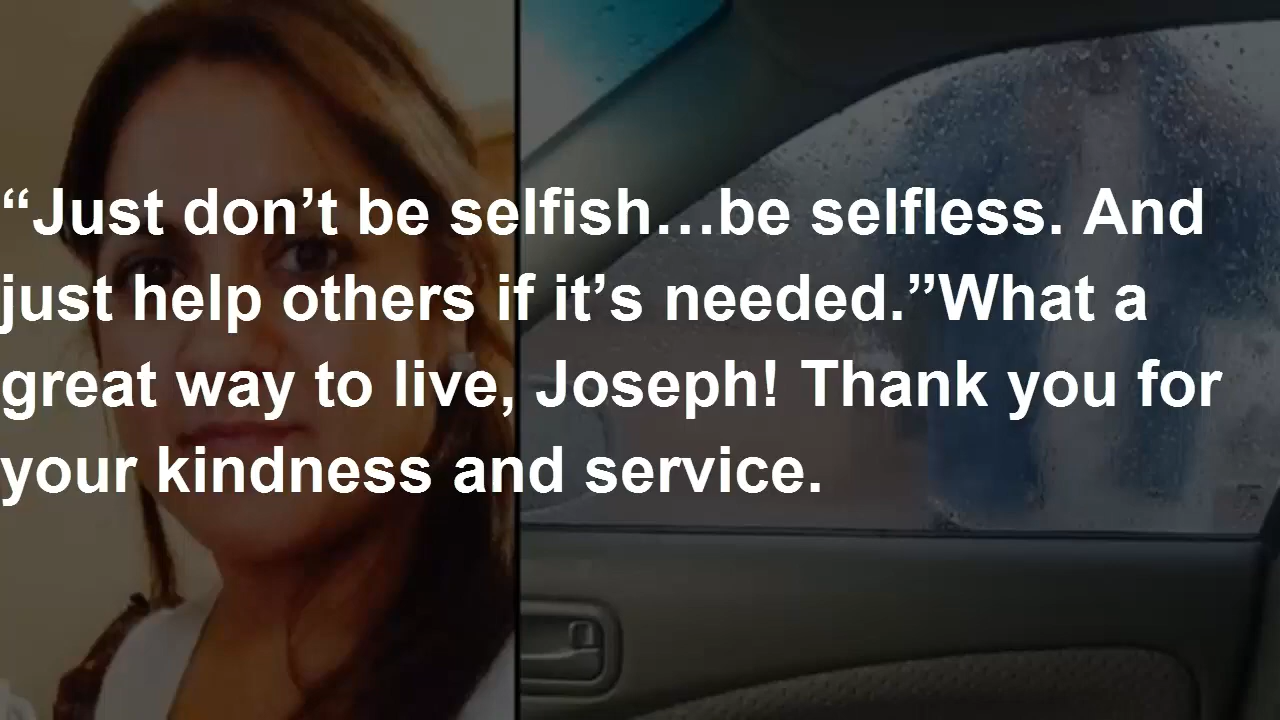 “Just don’t be selfish…be selfless. And
just help others if it’s needed.”What a
great way to live, Joseph! Thank you for
your kindness and service.